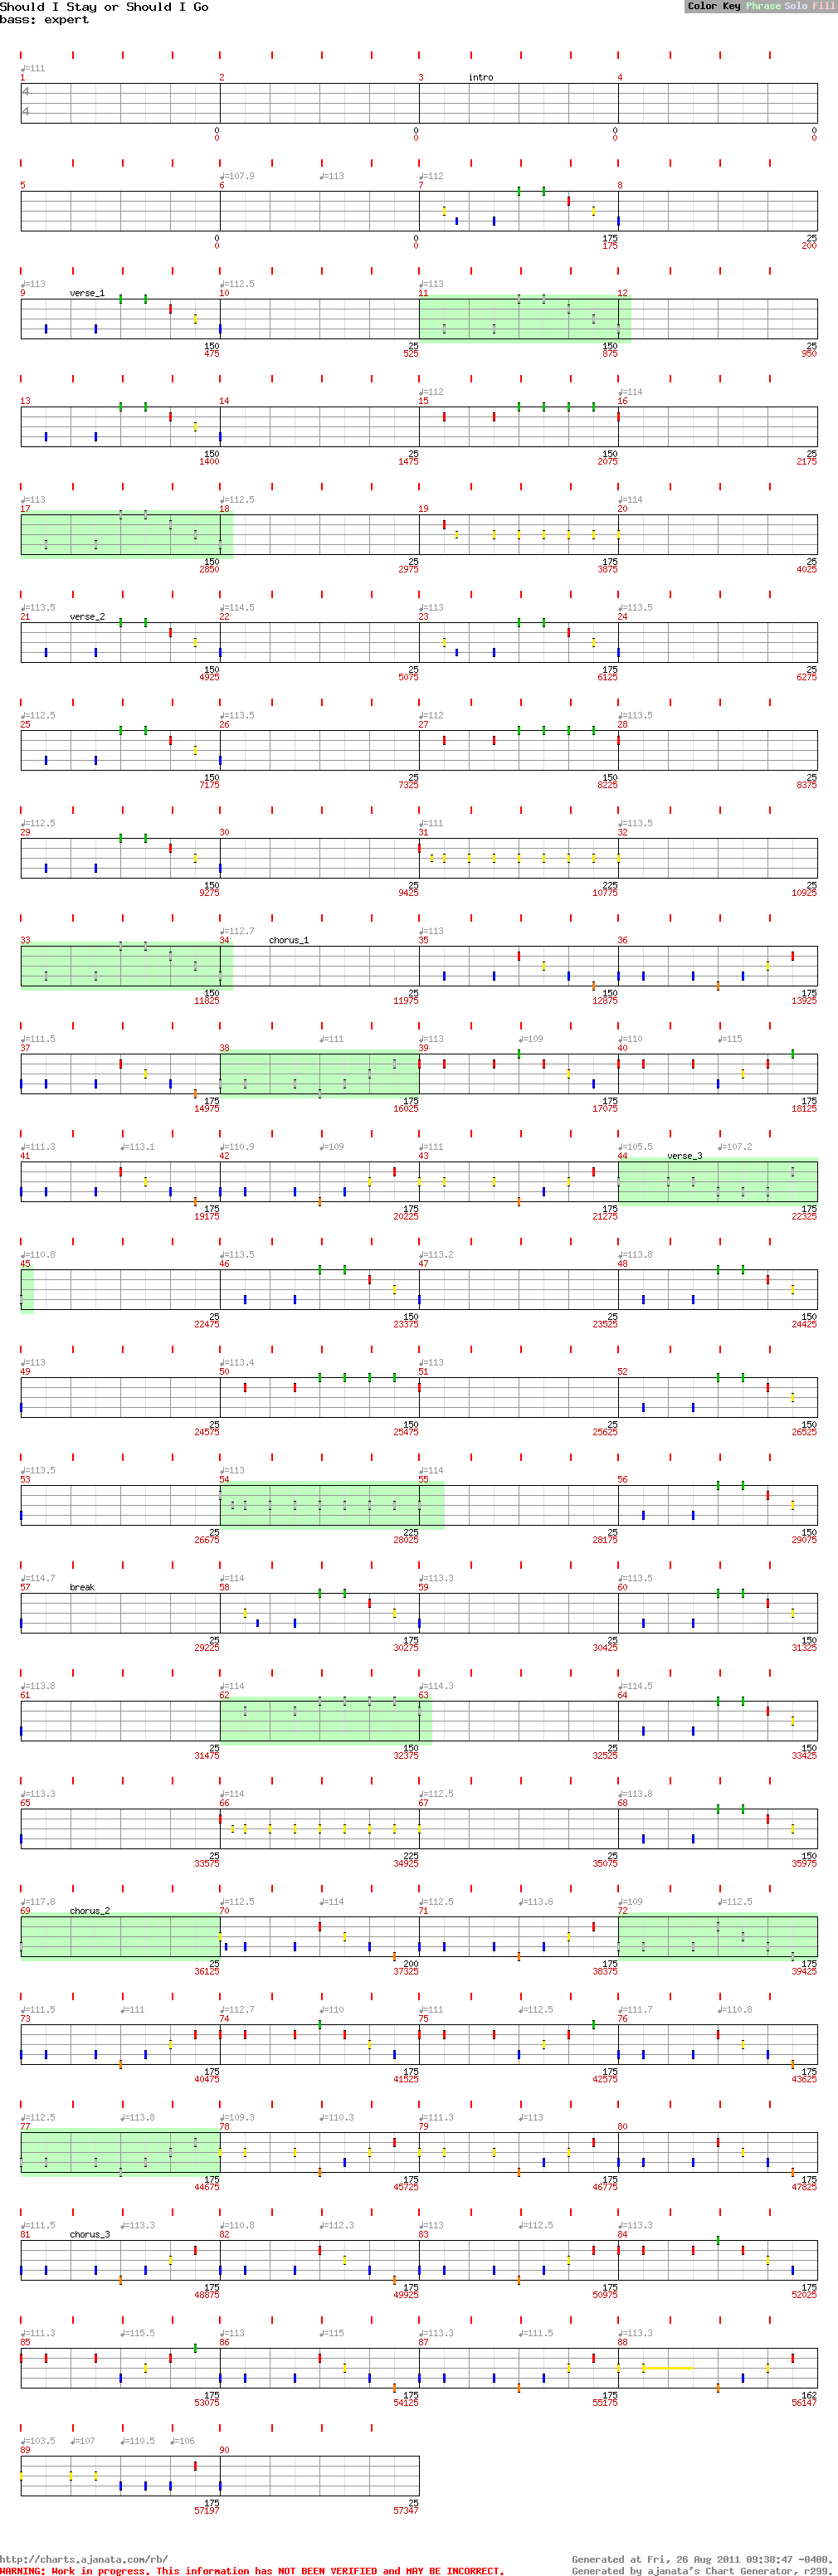 Should I Stay or Should I Go
bass: expert
Color Key Phrase Solo Fill
♩=111
1 2 3 intro 4
4
4
0 0 0 0
0 0 0 0
♩=107.9 ♩=113 ♩=112
5 6 7 8
0 0 175 25
0 0 175 200
♩=113 ♩=112.5 ♩=113
9 verse_1 10 11 12
150 25 150 25
475 525 875 950
♩=112 ♩=114
13 14 15 16
150 25 150 25
1400 1475 2075 2175
♩=113 ♩=112.5 ♩=114
17 18 19 20
150 25 175 25
2850 2975 3875 4025
♩=113.5 ♩=114.5 ♩=113 ♩=113.5
21 verse_2 22 23 24
150 25 175 25
4925 5075 6125 6275
♩=112.5 ♩=113.5 ♩=112 ♩=113.5
25 26 27 28
150 25 150 25
7175 7325 8225 8375
♩=112.5 ♩=111 ♩=113.5
29 30 31 32
150 25 225 25
9275 9425 10775 10925
♩=112.7 ♩=113
33 34 chorus_1 35 36
150 25 150 175
11825 11975 12875 13925
♩=111.5 ♩=111 ♩=113 ♩=109 ♩=110 ♩=115
37 38 39 40
175 175 175 175
14975 16025 17075 18125
♩=111.3 ♩=113.1 ♩=110.9 ♩=109 ♩=111 ♩=105.5 ♩=107.2
41 42 43 44 verse_3
175 175 175 175
19175 20225 21275 22325
♩=110.8 ♩=113.5 ♩=113.2 ♩=113.8
45 46 47 48
25 150 25 150
22475 23375 23525 24425
♩=113 ♩=113.4 ♩=113
49 50 51 52
25 150 25 150
24575 25475 25625 26525
♩=113.5 ♩=113 ♩=114
53 54 55 56
25 225 25 150
26675 28025 28175 29075
♩=114.7 ♩=114 ♩=113.3 ♩=113.5
57 break 58 59 60
25 175 25 150
29225 30275 30425 31325
♩=113.8 ♩=114 ♩=114.3 ♩=114.5
61 62 63 64
25 150 25 150
31475 32375 32525 33425
♩=113.3 ♩=114 ♩=112.5 ♩=113.8
65 66 67 68
25 225 25 150
33575 34925 35075 35975
♩=117.8 ♩=112.5 ♩=114 ♩=112.5 ♩=113.8 ♩=109 ♩=112.5
69 chorus_2 70 71 72
25 200 175 175
36125 37325 38375 39425
♩=111.5 ♩=111 ♩=112.7 ♩=110 ♩=111 ♩=112.5 ♩=111.7 ♩=110.8
73 74 75 76
175 175 175 175
40475 41525 42575 43625
♩=112.5 ♩=113.8 ♩=109.3 ♩=110.3 ♩=111.3 ♩=113
77 78 79 80
175 175 175 175
44675 45725 46775 47825
♩=111.5 ♩=113.3 ♩=110.8 ♩=112.3 ♩=113 ♩=112.5 ♩=113.3
81 chorus_3 82 83 84
175 175 175 175
48875 49925 50975 52025
♩=111.3 ♩=115.5 ♩=113 ♩=115 ♩=113.3 ♩=111.5 ♩=113.3
85 86 87 88
175 175 175 162
53075 54125 55175 56147
♩=103.5 ♩=107 ♩=110.5 ♩=106
89 90
175 25
57197 57347
http://charts.ajanata.com/rb/ Generated at Fri, 26 Aug 2011 09:38:47 -0400.
WARNING: Work in progress. This information has NOT BEEN VERIFIED and MAY BE INCORRECT. Generated by ajanata's Chart Generator, r299.